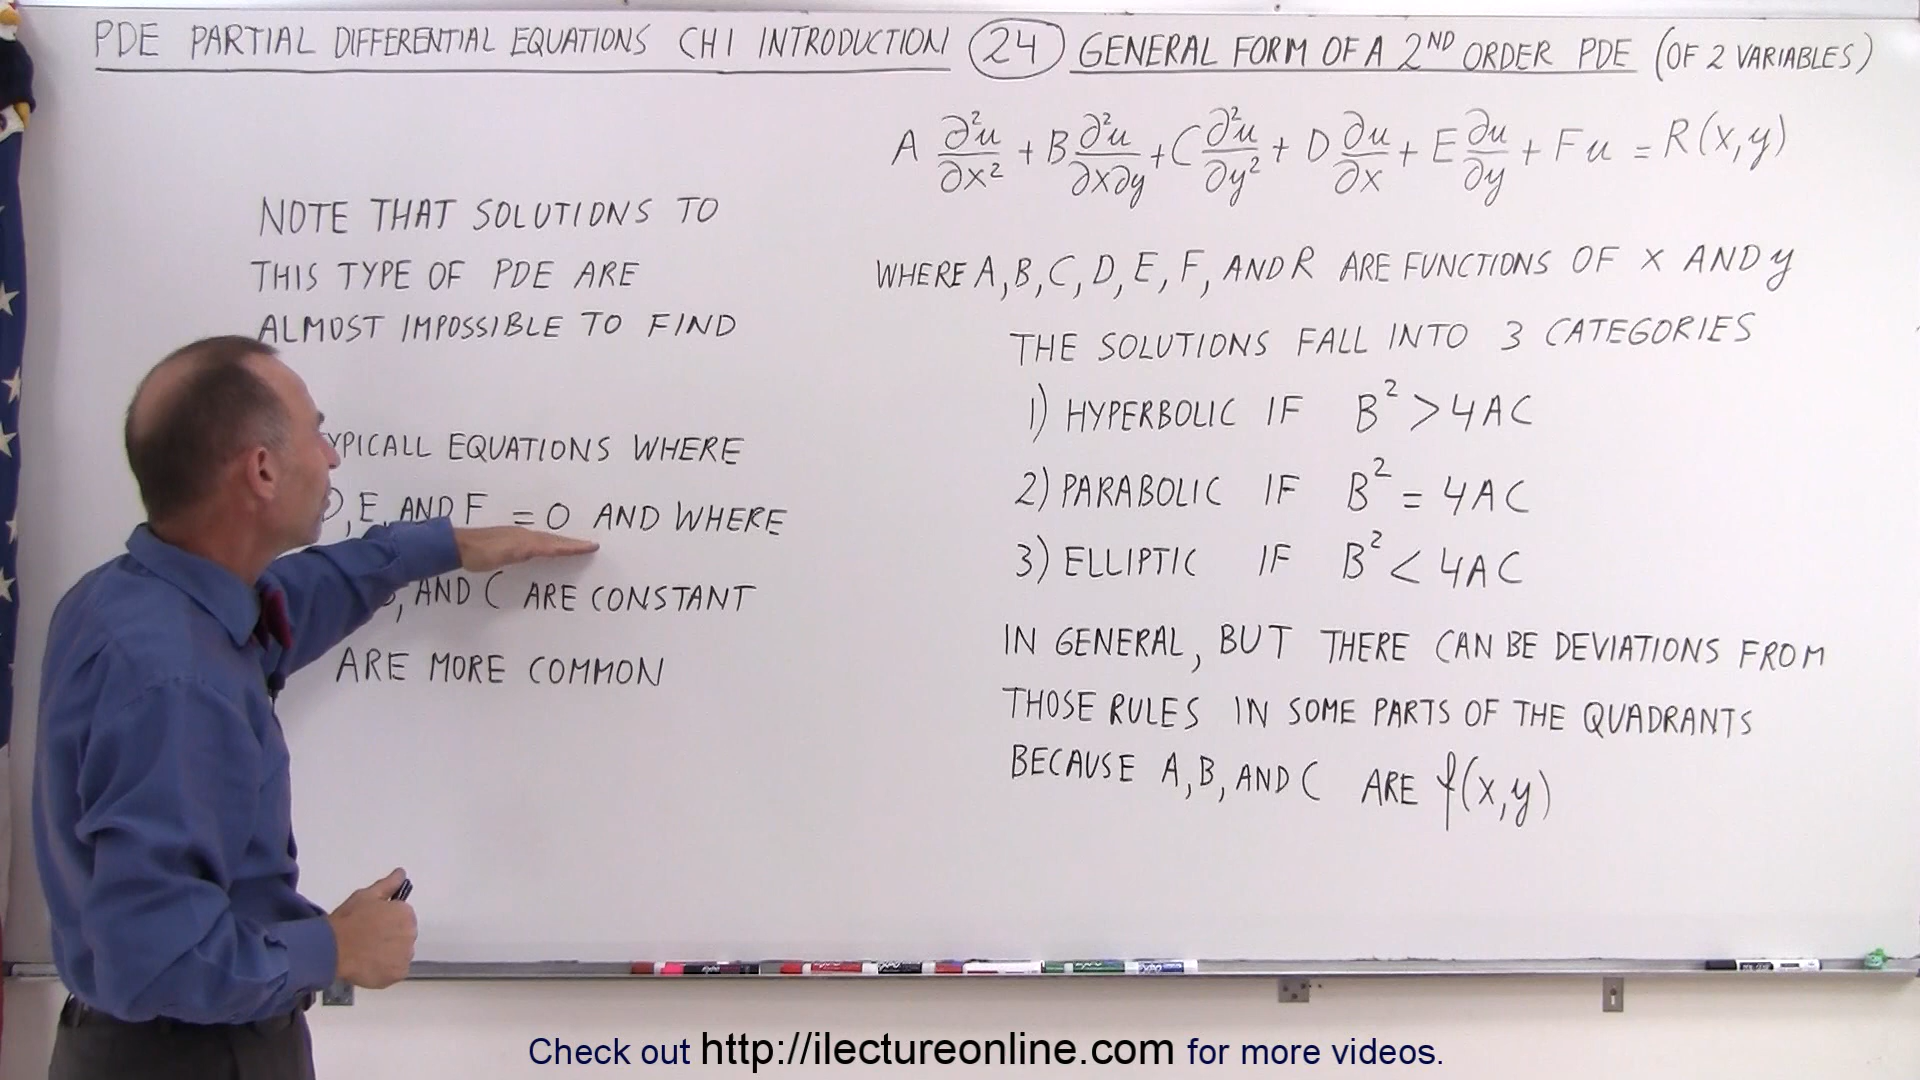 PDE PARTIAL DIFFERENTIAL EQUATIONS CH 1 INTRODUCTION (24) GENERAL FORM OF A 2ND ORDER PDE (OF 2 VARIABLES)
A ∂²u/∂x² + B ∂²u/∂x∂y + C ∂²u/∂y² + D ∂u/∂x + E ∂u/∂y + Fu = R(x,y)
NOTE THAT SOLUTIONS TO
THIS TYPE OF PDE ARE
ALMOST IMPOSSIBLE TO FIND
YPICALL EQUATIONS WHERE
D, E, AND F = 0 AND WHERE
B, AND C ARE CONSTANT
ARE MORE COMMON
WHERE A, B, C, D, E, F, AND R ARE FUNCTIONS OF x AND y
THE SOLUTIONS FALL INTO 3 CATEGORIES
1) HYPERBOLIC IF B² > 4AC
2) PARABOLIC IF B² = 4AC
3) ELLIPTIC IF B² < 4AC
IN GENERAL, BUT THERE CAN BE DEVIATIONS FROM
THOSE RULES IN SOME PARTS OF THE QUADRANTS
BECAUSE A, B, AND C ARE f(x,y)
Check out http://ilectureonline.com for more videos.